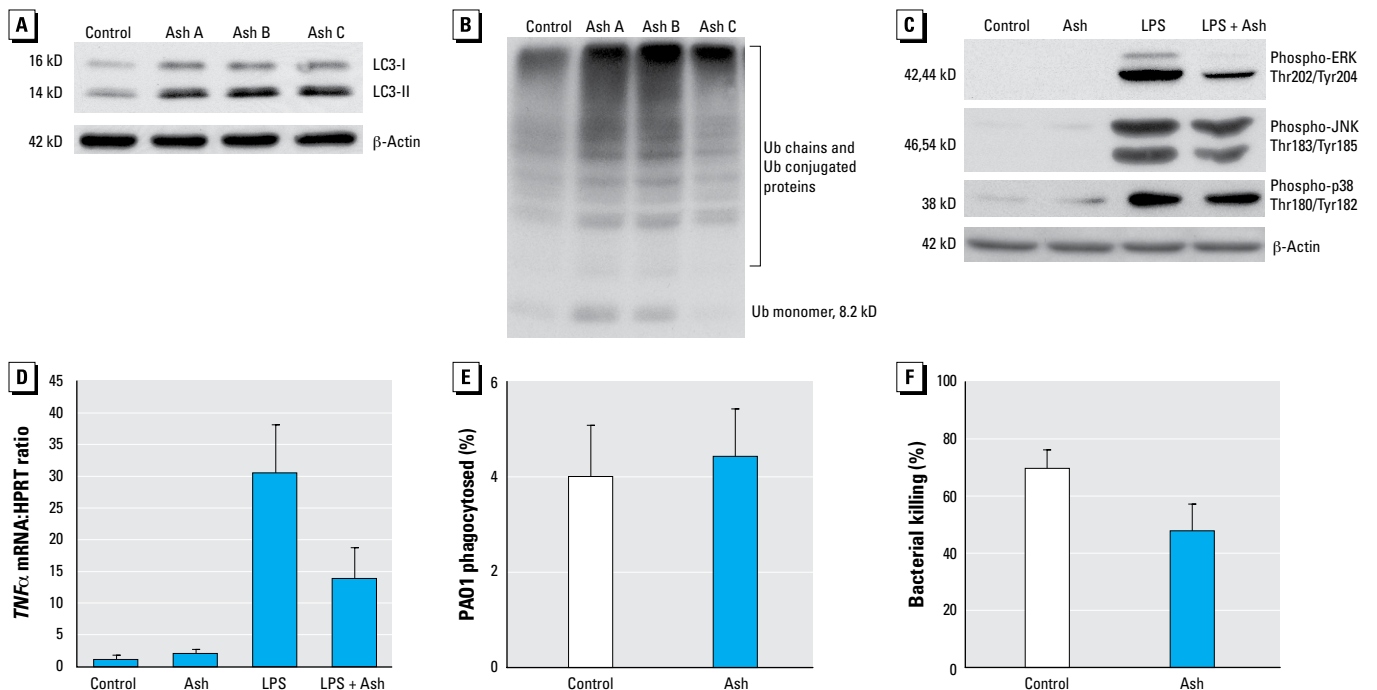 A
Control
Ash A
Ash B
Ash C
16 kD
LC3-I
14 kD
LC3-II
42 kD
β-Actin
B
Control
Ash A
Ash B
Ash C
Ub chains and
Ub conjugated
proteins
Ub monomer, 8.2 kD
C
Control
Ash
LPS
LPS + Ash
42,44 kD
Phospho-ERK
Thr202/Tyr204
46,54 kD
Phospho-JNK
Thr183/Tyr185
38 kD
Phospho-p38
Thr180/Tyr182
42 kD
β-Actin
D
TNFα mRNA:HPRT ratio
45
40
35
30
25
20
15
10
5
0
Control
Ash
LPS
LPS + Ash
E
PAO1 phagocytosed (%)
6
4
2
0
Control
Ash
F
Bacterial killing (%)
100
80
60
40
20
0
Control
Ash